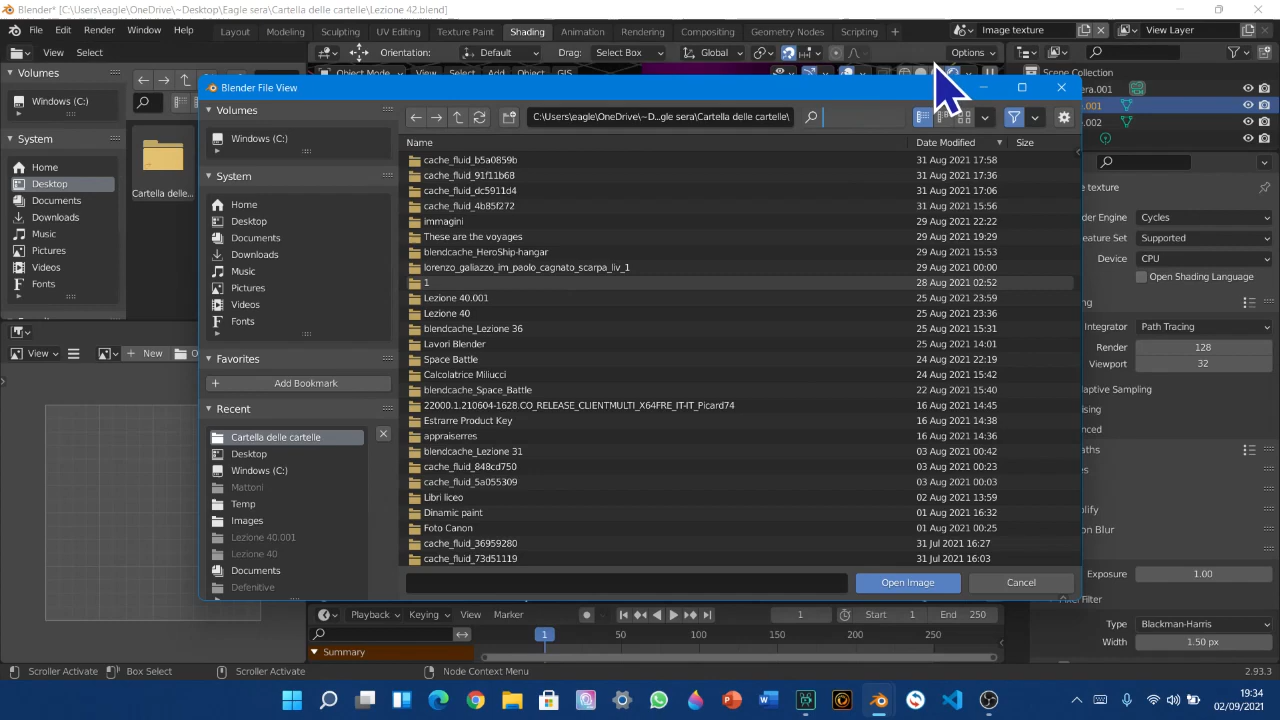 Blender* [C:\Users\eagle\OneDrive\~Desktop\Eagle sera\Cartella delle cartelle\Lezione 42.blend]
File Edit Render Window Help Layout Modeling Sculpting UV Editing Texture Paint Shading Animation Rendering Compositing Geometry Nodes Scripting + Image texture View Layer
View Select Orientation: Default Drag: Select Box Global Options
Volumes Object Mode View Select Add Object GIS Scene Collection
Blender File View
Windows (C:)
System
Home
Desktop
Documents
Downloads
Music
Pictures
Videos
Fonts
Cartella delle...
View New
Volumes
Windows (C:)
System
Home
Desktop
Documents
Downloads
Music
Pictures
Videos
Fonts
Favorites
Add Bookmark
Recent
Cartella delle cartelle
Desktop
Windows (C:)
Mattoni
Temp
Images
Lezione 40.001
Lezione 40
Documents
Defenitive
C:\Users\eagle\OneDrive\~D...gle sera\Cartella delle cartelle\
Name Date Modified Size
cache_fluid_b5a0859b 31 Aug 2021 17:58
cache_fluid_91f11b68 31 Aug 2021 17:36
cache_fluid_dc5911d4 31 Aug 2021 17:06
cache_fluid_4b85f272 31 Aug 2021 15:56
immagini 29 Aug 2021 22:22
These are the voyages 29 Aug 2021 19:29
blendcache_HeroShip-hangar 29 Aug 2021 15:53
lorenzo_galiazzo_im_paolo_cagnato_scarpa_liv_1 29 Aug 2021 00:00
1 28 Aug 2021 02:52
Lezione 40.001 25 Aug 2021 23:59
Lezione 40 25 Aug 2021 23:36
blendcache_Lezione 36 25 Aug 2021 15:31
Lavori Blender 25 Aug 2021 14:01
Space Battle 24 Aug 2021 22:19
Calcolatrice Miliucci 24 Aug 2021 15:42
blendcache_Space_Battle 22 Aug 2021 15:40
22000.1.210604-1628.CO_RELEASE_CLIENTMULTI_X64FRE_IT-IT_Picard74 16 Aug 2021 14:45
Estrarre Product Key 16 Aug 2021 14:38
appraiserres 16 Aug 2021 14:36
blendcache_Lezione 31 03 Aug 2021 00:42
cache_fluid_848cd750 03 Aug 2021 00:23
cache_fluid_5a055309 03 Aug 2021 00:03
Libri liceo 02 Aug 2021 13:59
Dinamic paint 01 Aug 2021 16:32
Foto Canon 01 Aug 2021 00:25
cache_fluid_36959280 31 Jul 2021 16:27
cache_fluid_73d51119 31 Jul 2021 16:03
Open Image Cancel
era.001
.001
.002
e texture
der Engine Cycles
eature Set Supported
Device CPU
Open Shading Language
Integrator Path Tracing
Render 128
Viewport 32
daptive Sampling
Exposure 1.00
Type Blackman-Harris
Width 1.50 px
Playback Keying View Marker 1 Start 1 End 250
1 50 100 150 200 250
Summary
Scroller Activate Box Select Scroller Activate Node Context Menu 2.93.3
19:34
02/09/2021